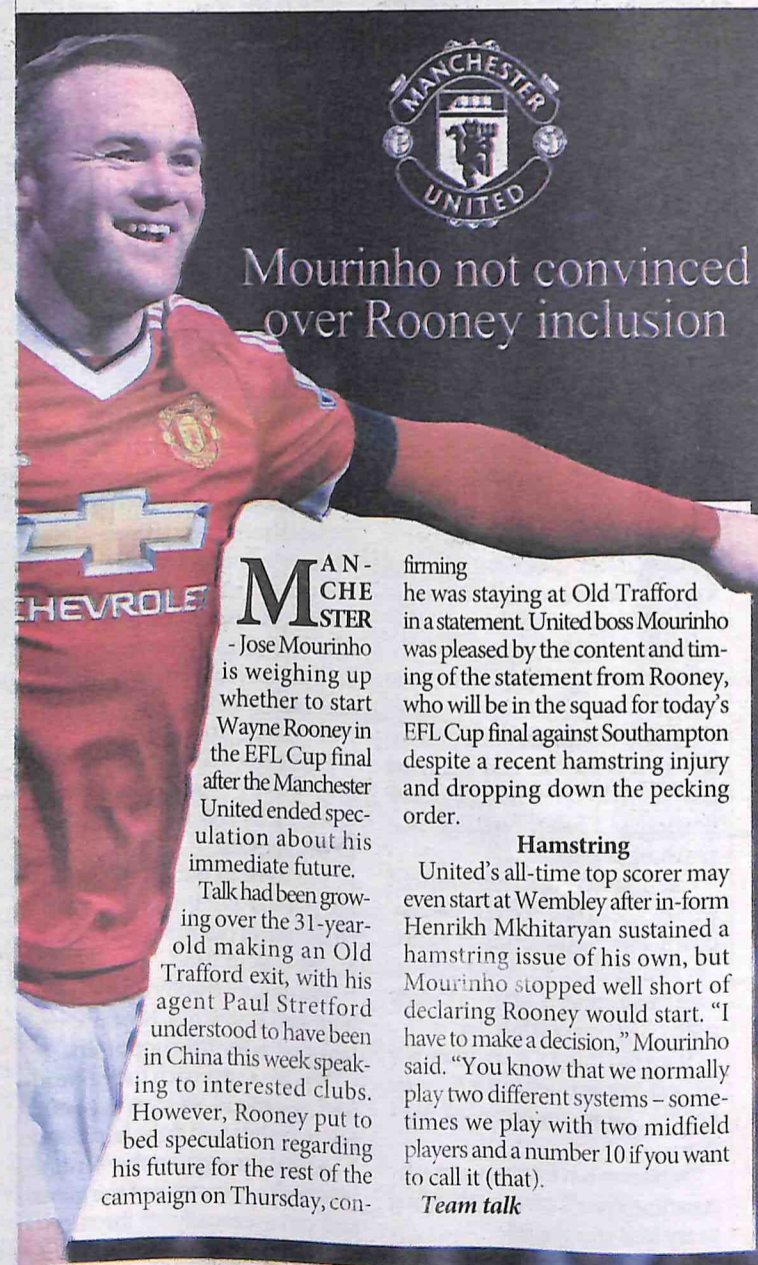 MANCHESTER
UNITED
Mourinho not convinced
over Rooney inclusion
CHEVROLET
MAN-
CHE
STER
- Jose Mourinho
is weighing up
whether to start
Wayne Rooney in
the EFL Cup final
after the Manchester
United ended spec-
ulation about his
immediate future.
Talk had been grow-
ing over the 31-year-
old making an Old
Trafford exit, with his
agent Paul Stretford
understood to have been
in China this week speak-
ing to interested clubs.
However, Rooney put to
bed speculation regarding
his future for the rest of the
campaign on Thursday, con-
firming
he was staying at Old Trafford
in a statement. United boss Mourinho
was pleased by the content and tim-
ing of the statement from Rooney,
who will be in the squad for today's
EFL Cup final against Southampton
despite a recent hamstring injury
and dropping down the pecking
order.
Hamstring
United's all-time top scorer may
even start at Wembley after in-form
Henrikh Mkhitaryan sustained a
hamstring issue of his own, but
Mourinho stopped well short of
declaring Rooney would start. “I
have to make a decision,” Mourinho
said. “You know that we normally
play two different systems – some-
times we play with two midfield
players and a number 10 if you want
to call it (that).
Team talk